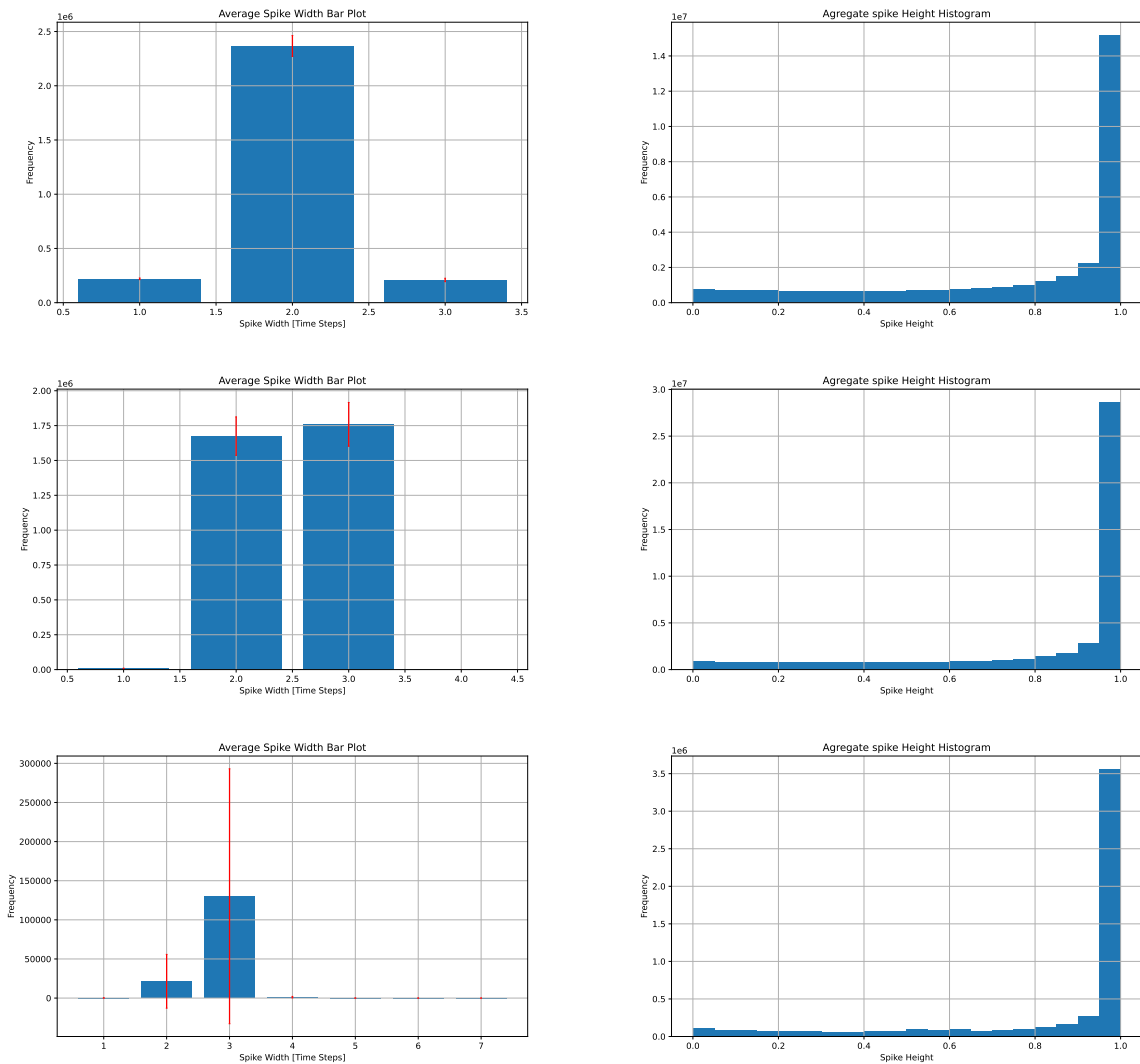 Average Spike Width Bar Plot
1e6
2.5
2.0
1.5
1.0
0.5
0.0
Frequency
0.5 1.0 1.5 2.0 2.5 3.0 3.5
Spike Width [Time Steps]
Agregate spike Height Histogram
1e7
1.4
1.2
1.0
0.8
0.6
0.4
0.2
0.0
Frequency
0.0 0.2 0.4 0.6 0.8 1.0
Spike Height
Average Spike Width Bar Plot
1e6
2.00
1.75
1.50
1.25
1.00
0.75
0.50
0.25
0.00
Frequency
0.5 1.0 1.5 2.0 2.5 3.0 3.5 4.0 4.5
Spike Width [Time Steps]
Agregate spike Height Histogram
1e7
3.0
2.5
2.0
1.5
1.0
0.5
0.0
Frequency
0.0 0.2 0.4 0.6 0.8 1.0
Spike Height
Average Spike Width Bar Plot
300000
250000
200000
150000
100000
50000
0
Frequency
1 2 3 4 5 6 7
Spike Width [Time Steps]
Agregate spike Height Histogram
1e6
3.5
3.0
2.5
2.0
1.5
1.0
0.5
0.0
Frequency
0.0 0.2 0.4 0.6 0.8 1.0
Spike Height